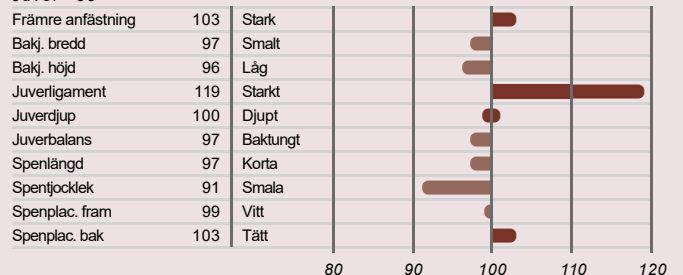 Främre anfästning 103 Stark
Bakj. bredd 97 Smalt
Bakj. höjd 96 Låg
Juverligament 119 Starkt
Juverdjup 100 Djupt
Juverbalans 97 Baktungt
Spenlängd 97 Korta
Spentjocklek 91 Smala
Spenplac. fram 99 Vitt
Spenplac. bak 103 Tätt
80 90 100 110 120